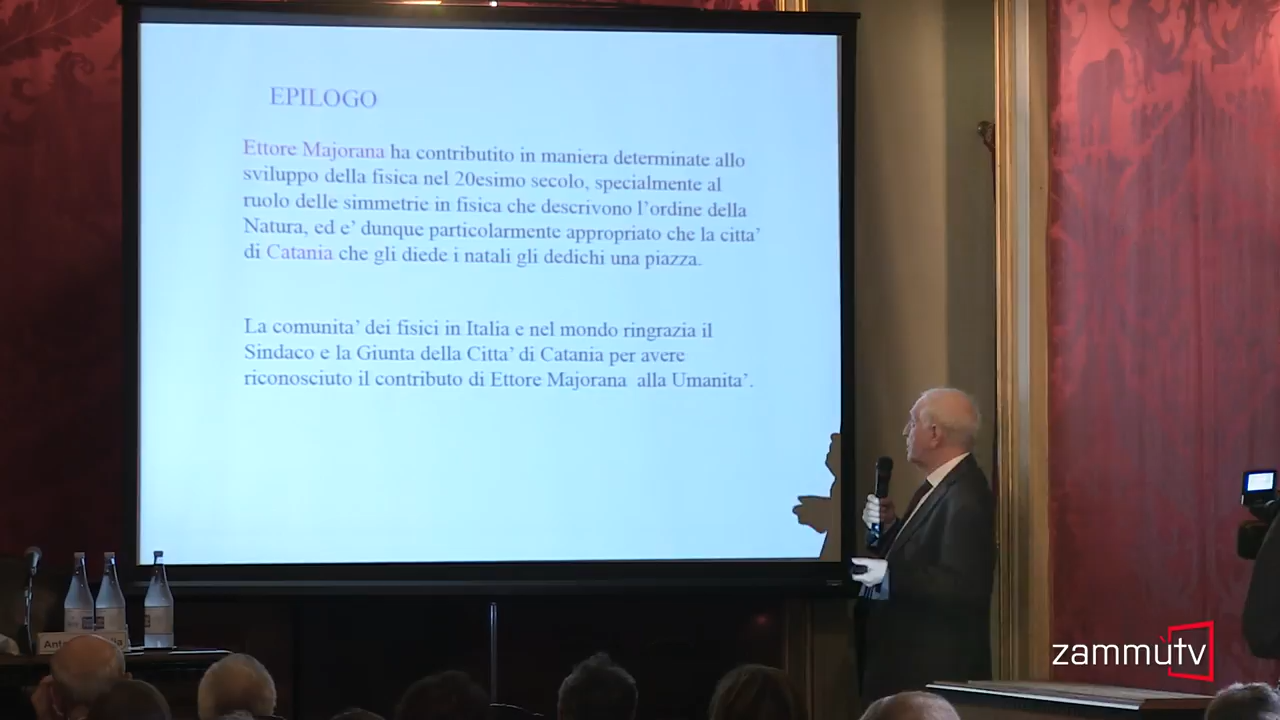 EPILOGO
Ettore Majorana ha contributito in maniera determinate allo
sviluppo della fisica nel 20esimo secolo, specialmente al
ruolo delle simmetrie in fisica che descrivono l'ordine della
Natura, ed e' dunque particolarmente appropriato che la citta'
di Catania che gli diede i natali gli dedichi una piazza.
La comunita' dei fisici in Italia e nel mondo ringrazia il
Sindaco e la Giunta della Citta' di Catania per avere
riconosciuto il contributo di Ettore Majorana alla Umanita'.
zammùtv